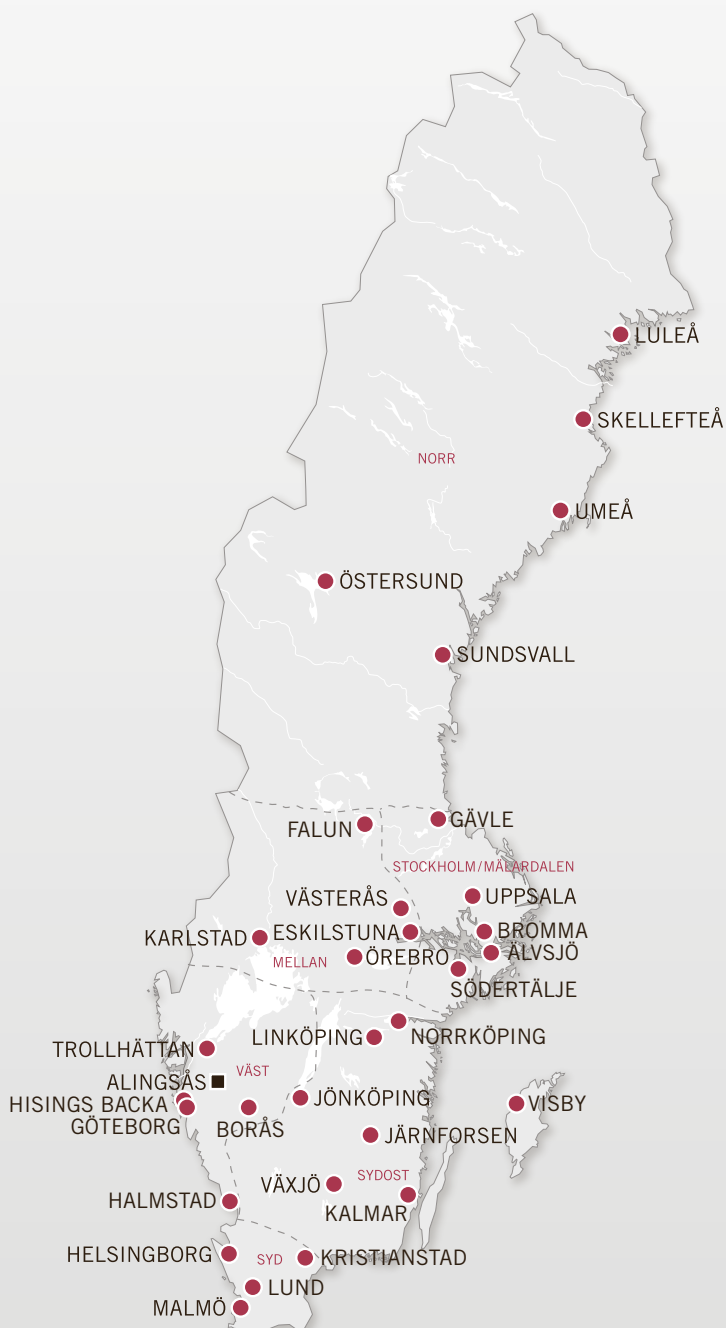 LULEÅ
SKELLEFTEÅ
NORR
UMEÅ
ÖSTERSUND
SUNDSVALL
GÄVLE
FALUN
STOCKHOLM/MÄLARDALEN
VÄSTERÅS
UPPSALA
KARLSTAD
ESKILSTUNA
BROMMA
ÄLVSJÖ
MELLAN
ÖREBRO
SÖDERTÄLJE
LINKÖPING
NORRKÖPING
TROLLHÄTTAN
VÄST
ALINGSÅS
HISINGS BACKA
JÖNKÖPING
VISBY
GÖTEBORG
BORÅS
JÄRNFORSEN
SYDOST
VÄXJÖ
HALMSTAD
KALMAR
HELSINGBORG
SYD
KRISTIANSTAD
LUND
MALMÖ